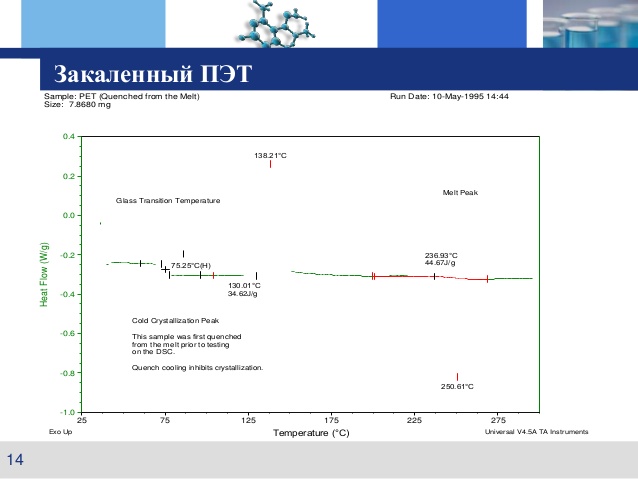 Закаленный ПЭТ
Sample: PET (Quenched from the Melt)
Size: 7.8680 mg
Run Date: 10-May-1995 14:44
0.4
138.21°C
0.2
Melt Peak
Glass Transition Temperature
0.0
Heat Flow (W/g)
-0.2
236.93°C
44.67J/g
75.25°C(H)
130.01°C
34.62J/g
-0.4
Cold Crystallization Peak
This sample was first quenched
from the melt prior to testing
on the DSC.
-0.6
Quench cooling inhibits crystallization.
-0.8
250.61°C
-1.0
25
75
125
175
225
275
Exo Up
Temperature (°C)
Universal V4.5A TA Instruments
14